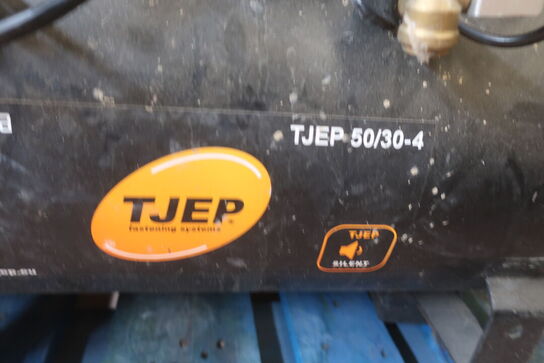 TJEP 50/30-4
TJEP
fastening systems
TJEP
SILENT